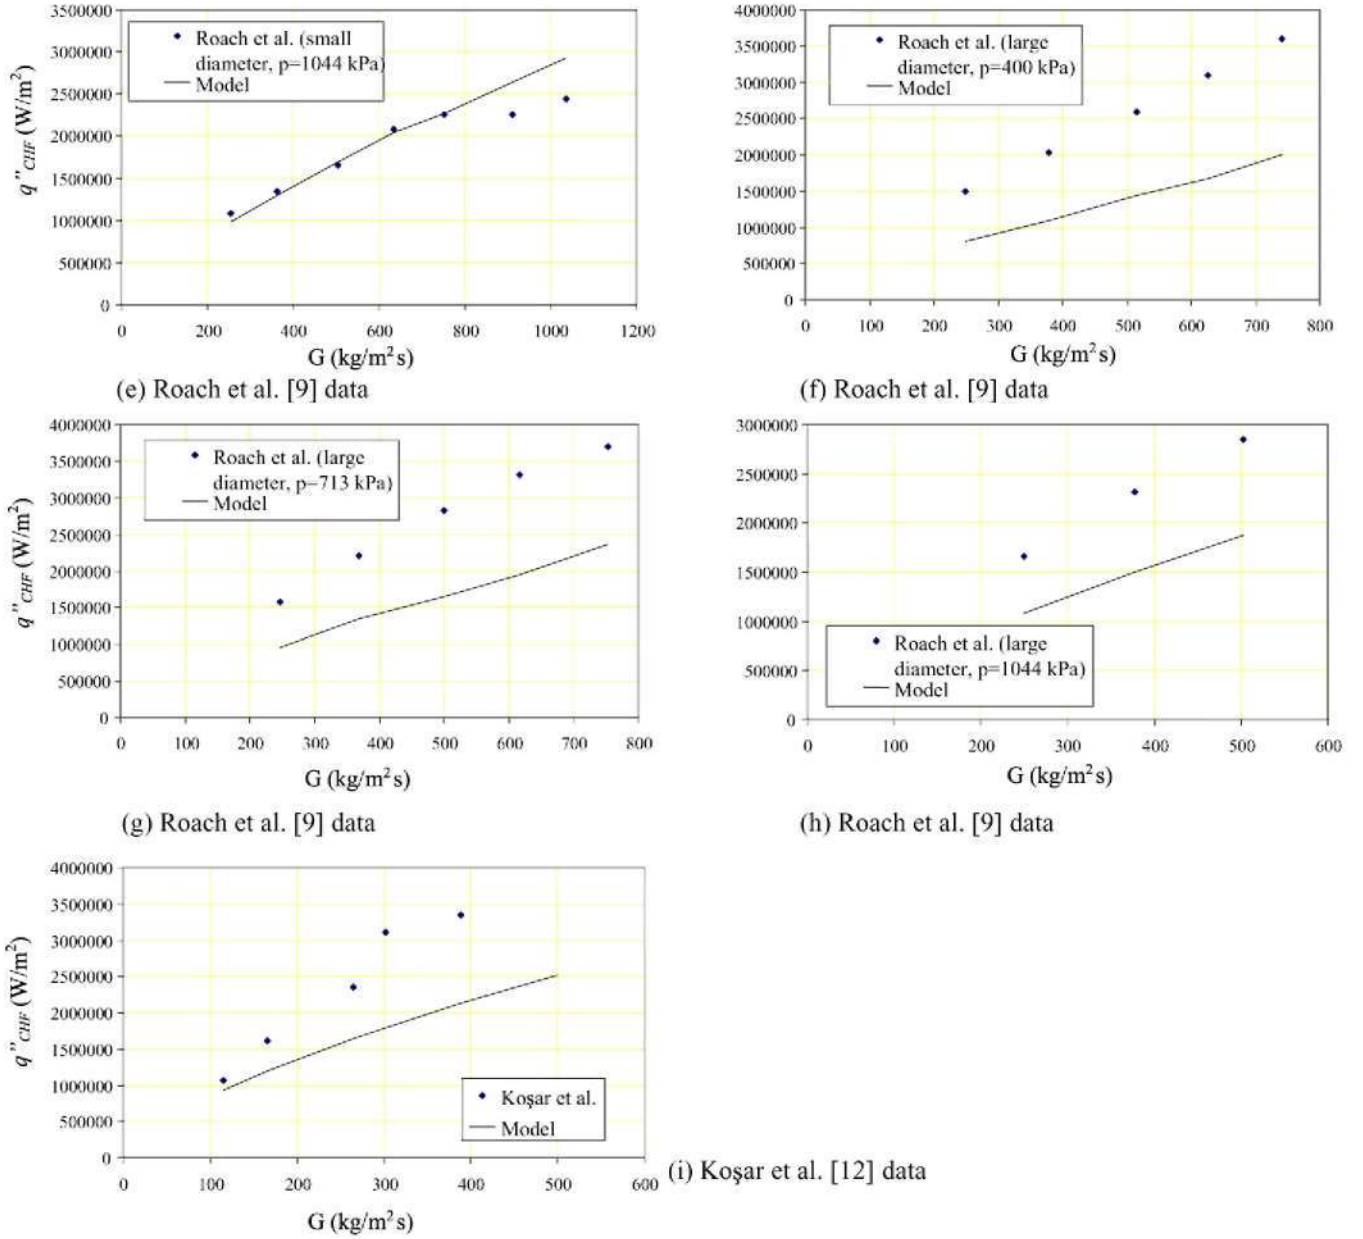 3500000
3000000
2500000
2000000
1500000
1000000
500000
0
q"CHF (W/m²)
Roach et al. (small
diameter, p=1044 kPa)
Model
0 200 400 600 800 1000 1200
G (kg/m²s)
(e) Roach et al. [9] data
4000000
3500000
3000000
2500000
2000000
1500000
1000000
500000
0
Roach et al. (large
diameter, p=400 kPa)
Model
0 100 200 300 400 500 600 700 800
G (kg/m²s)
(f) Roach et al. [9] data
4000000
3500000
3000000
2500000
2000000
1500000
1000000
500000
0
q"CHF (W/m²)
Roach et al. (large
diameter, p=713 kPa)
Model
0 100 200 300 400 500 600 700 800
G (kg/m²s)
(g) Roach et al. [9] data
3000000
2500000
2000000
1500000
1000000
500000
0
Roach et al. (large
diameter, p=1044 kPa)
Model
0 100 200 300 400 500 600
G (kg/m²s)
(h) Roach et al. [9] data
4000000
3500000
3000000
2500000
2000000
1500000
1000000
500000
0
q"CHF (W/m²)
Koşar et al.
Model
0 100 200 300 400 500 600
G (kg/m²s)
(i) Koşar et al. [12] data